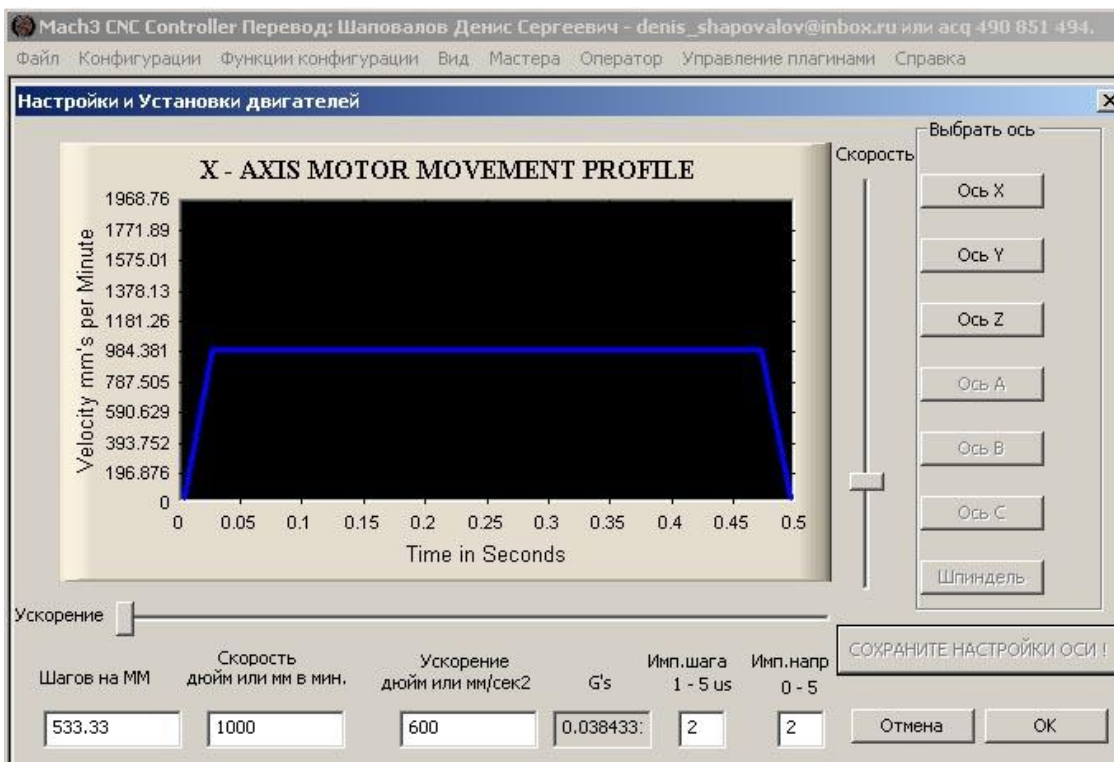 Mach3 CNC Controller Перевод: Шаповалов Денис Сергеевич - denis_shapovalov@inbox.ru или acq 490 851 494.
Файл Конфигурации Функции конфигурации Вид Мастера Оператор Управление плагинами Справка
Настройки и Установки двигателей
X - AXIS MOTOR MOVEMENT PROFILE
Velocity mm's per Minute
1968.76
1771.89
1575.01
1378.13
1181.26
984.381
787.505
590.629
393.752
196.876
0
0 0.05 0.1 0.15 0.2 0.25 0.3 0.35 0.4 0.45 0.5
Time in Seconds
Скорость
Выбрать ось
Ось X
Ось Y
Ось Z
Ось A
Ось B
Ось C
Шпиндель
Ускорение
СОХРАНИТЕ НАСТРОЙКИ ОСИ !
Шагов на ММ
533.33
Скорость
дюйм или мм в мин.
1000
Ускорение
дюйм или мм/сек2
600
G's
0.038433
Имп.шага
1 - 5 us
2
Имп.напр
0 - 5
2
Отмена OK